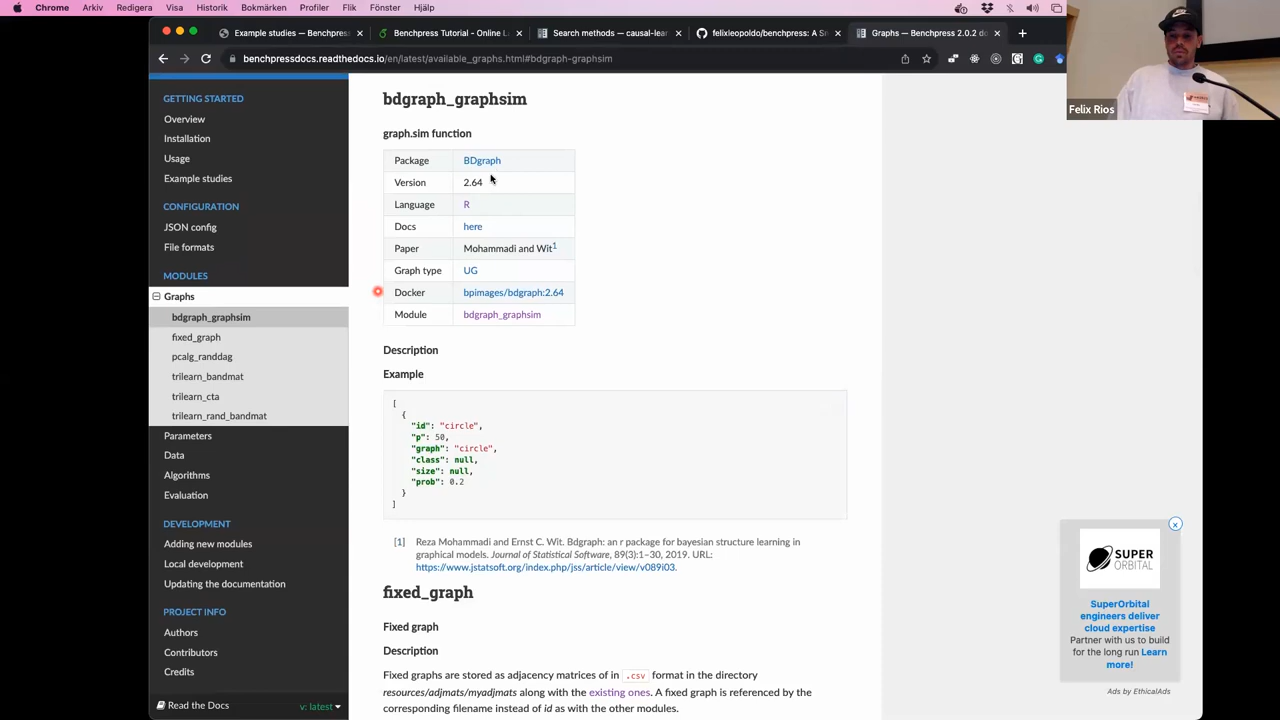 Chrome Arkiv Redigera Visa Historik Bokmärken Profiler Flik Fönster Hjälp
Example studies — Benchpress
Benchpress Tutorial - Online L
Search methods — causal-lear
felixieopoldo/benchpress: A Sn
Graphs — Benchpress 2.0.2 do
benchpressdocs.readthedocs.io/en/latest/available_graphs.html#bdgraph-graphsim
Felix Rios
GETTING STARTED
Overview
Installation
Usage
Example studies
CONFIGURATION
JSON config
File formats
MODULES
Graphs
bdgraph_graphsim
fixed_graph
pcalg_randdag
trilearn_bandmat
trilearn_cta
trilearn_rand_bandmat
Parameters
Data
Algorithms
Evaluation
DEVELOPMENT
Adding new modules
Local development
Updating the documentation
PROJECT INFO
Authors
Contributors
Credits
Read the Docs v: latest
bdgraph_graphsim
graph.sim function
Package BDgraph
Version 2.64
Language R
Docs here
Paper Mohammadi and Wit1
Graph type UG
Docker bpimages/bdgraph:2.64
Module bdgraph_graphsim
Description
Example
[
{
"id": "circle",
"p": 50,
"graph": "circle",
"class": null,
"size": null,
"prob": 0.2
}
]
[1] Reza Mohammadi and Ernst C. Wit. Bdgraph: an r package for bayesian structure learning in
graphical models. Journal of Statistical Software, 89(3):1–30, 2019. URL:
https://www.jstatsoft.org/index.php/jss/article/view/v089i03.
fixed_graph
Fixed graph
Description
Fixed graphs are stored as adjacency matrices of in .csv format in the directory
resources/adjmats/myadjmats along with the existing ones. A fixed graph is referenced by the
corresponding filename instead of id as with the other modules.
SUPER
ORBITAL
SuperOrbital
engineers deliver
cloud expertise
Partner with us to build
for the long run Learn
more!
Ads by EthicalAds